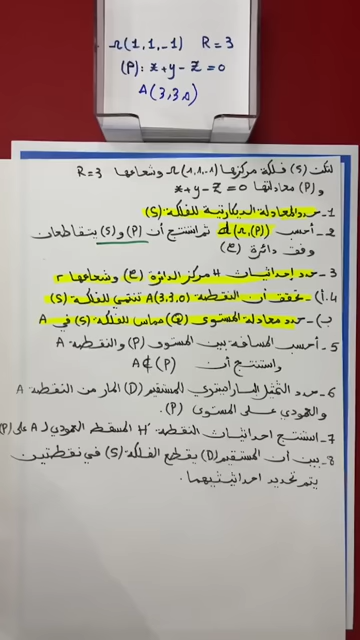 Ω(1,1,-1) R=3
(P): x+y-z=0
A(3,3,0)
لتكن (S) فلكة مركزها Ω(1,1,-1) وشعاعها R=3
و (P) معادلتها x+y-z=0
1- حدد المعادلة الديكارتية للفلكة (S)
2- أحسب d(Ω,(P)) ثم استنتج أن (P) و (S) يتقاطعان
وفق دائرة (C)
3- حدد إحداثيات H مركز الدائرة (C) وشعاعها r
4.أ) - تحقق أن النقطة A(3,3,0) تنتمي للفلكة (S)
ب) - حدد معادلة المستوى (Q) مماس للفلكة (S) في A
5- أحسب المسافة بين المستوى (P) والنقطة A
واستنتج أن A∉(P)
6- حدد التمثيل البارامتري للمستقيم (D) المار من النقطة A
والعمودي على المستوى (P).
7- استنتج احداثيات النقطة H' المسقط العمودي ل A على (P)
8- بين أن المستقيم (D) يقطع الفلكة (S) في نقطتين
يتم تحديد احداثيتيهما.